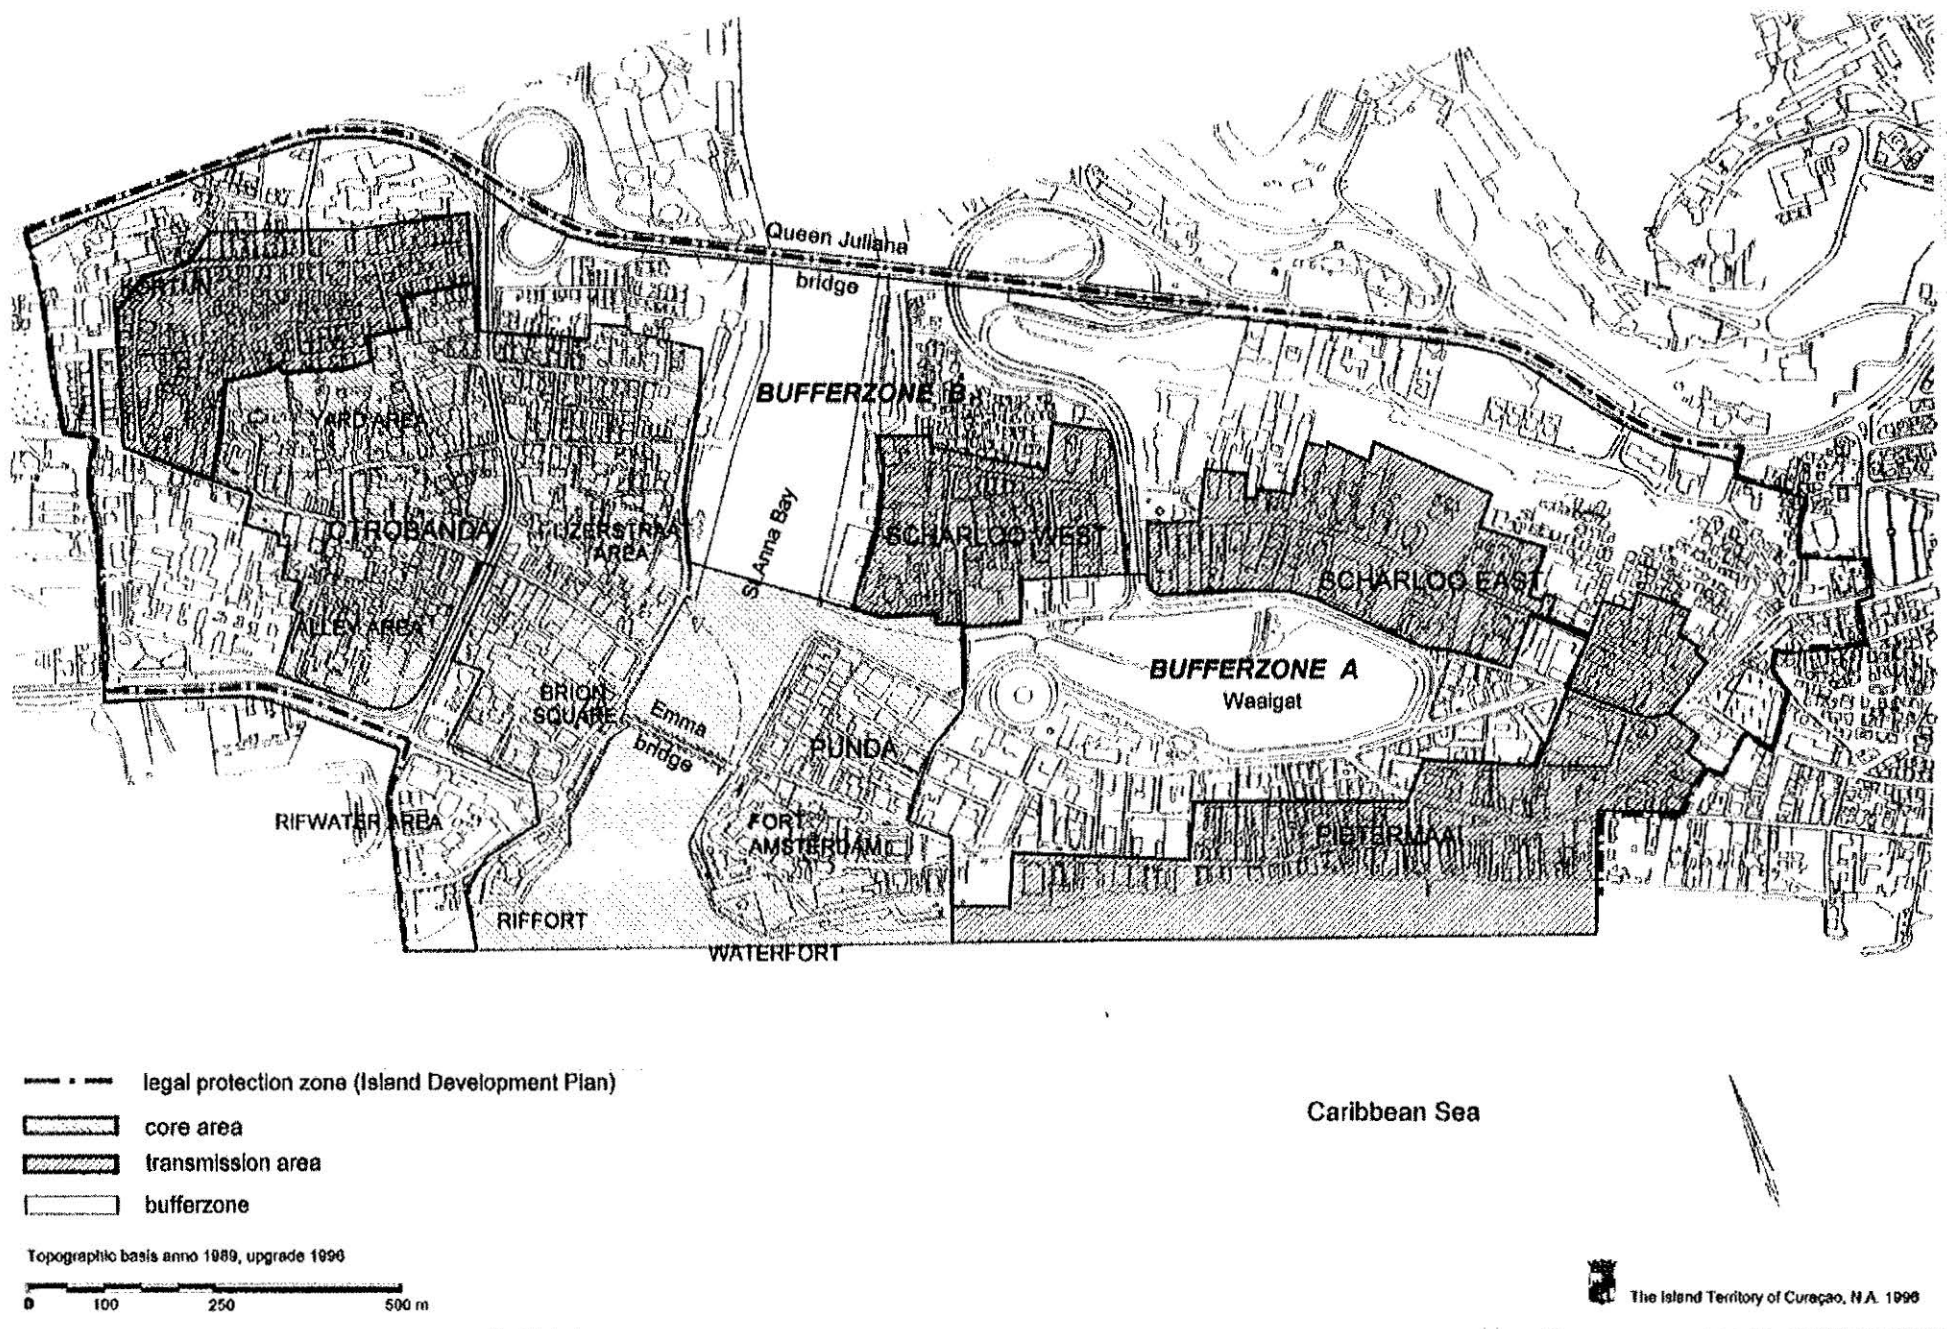 Queen Juliana
bridge
KORTIJN
BUFFERZONE B
YARD AREA
OTROBANDA
IJZERSTRAAT
AREA
St. Anna Bay
SCHARLOO WEST
SCHARLOO EAST
ALLEY AREA
BUFFERZONE A
Waaigat
BRION
SQUARE
Emma
bridge
PUNDA
RIFWATER AREA
FORT
AMSTERDAM
PIETERMAAI
RIFFORT
WATERFORT
legal protection zone (Island Development Plan)
core area
transmission area
bufferzone
Caribbean Sea
Topographic basis anno 1989, upgrade 1996
0 100 250 500 m
The Island Territory of Curaçao, N.A. 1996